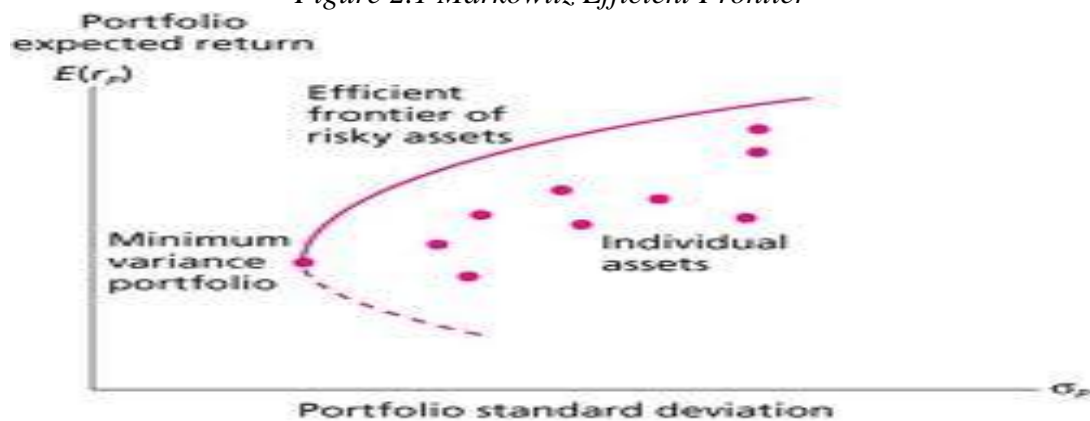 Figure 2.1 Markowitz Efficient Frontier
Portfolio
expected return
E(rₚ)
Efficient
frontier of
risky assets
Minimum
variance
portfolio
Individual
assets
σₚ
Portfolio standard deviation